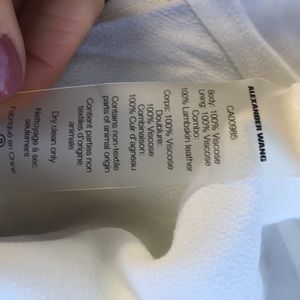 ALEXANDER WANG
CA00985
Body: 100% Viscose
Lining: 100% Viscose
Combo:
100% Lambskin leather
Corps: 100% Viscose
Doublure:
100% Viscose
Combinaison:
100% Cuir d'agneau
Contains non-textile
parts of animal origin
Contient parties non
textiles d'origine
animale
Dry clean only
Nettoyage à sec
seulement
Fabriqué en Chine